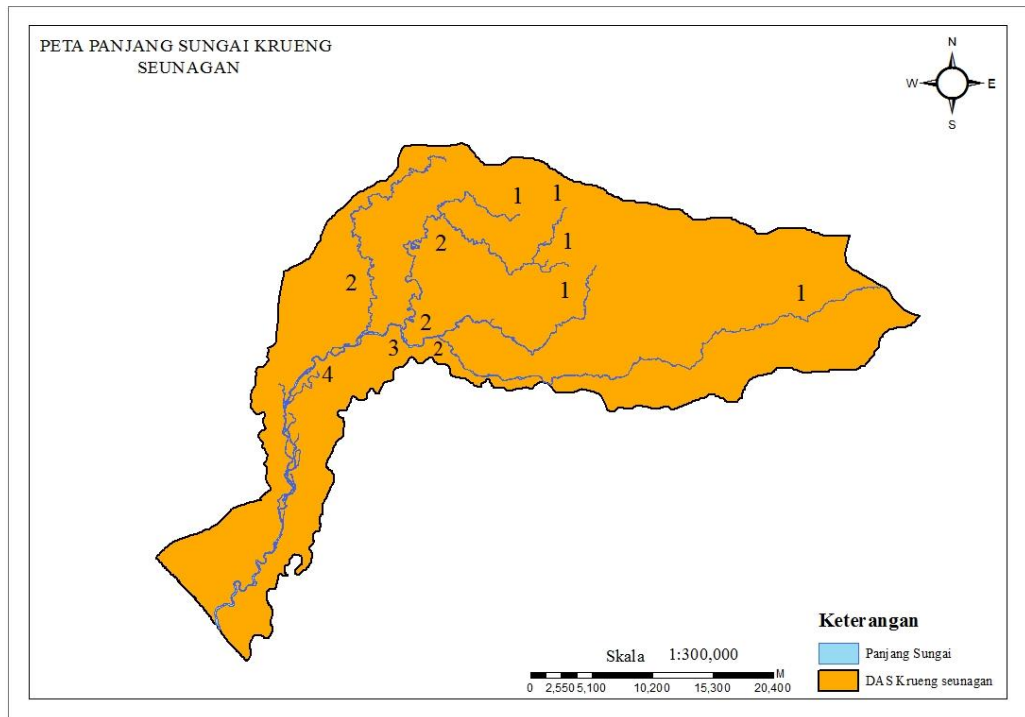 PETA PANJANG SUNGAI KRUENG
SEUNAGAN
N
W E
S
1 1
2 1
2 1 1
2
3 2
4
Keterangan
Panjang Sungai
DAS Krueng seunagan
Skala 1:300,000
M
0 2,550 5,100 10,200 15,300 20,400